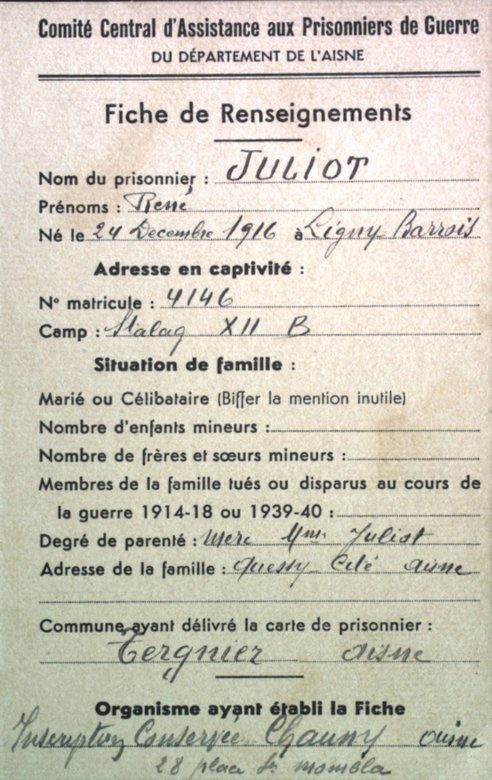 Comité Central d'Assistance aux Prisonniers de Guerre
DU DÉPARTEMENT DE L'AISNE
Fiche de Renseignements
Nom du prisonnier : JULIOT
Prénoms : René
Né le 24 Decembre 1916 à Ligny Barrois
Adresse en captivité :
N° matricule : 4146
Camp : Stalag XII B
Situation de famille :
Marié ou Célibataire (Biffer la mention inutile)
Nombre d'enfants mineurs :
Nombre de frères et sœurs mineurs :
Membres de la famille tués ou disparus au cours de
la guerre 1914-18 ou 1939-40 :
Degré de parenté : mere Mme Juliot
Adresse de la famille : Quessy Cité aisne
Commune ayant délivré la carte de prisonnier :
Tergnier aisne
Organisme ayant établi la Fiche
Inscription Conservée Chauny aisne
28 place St